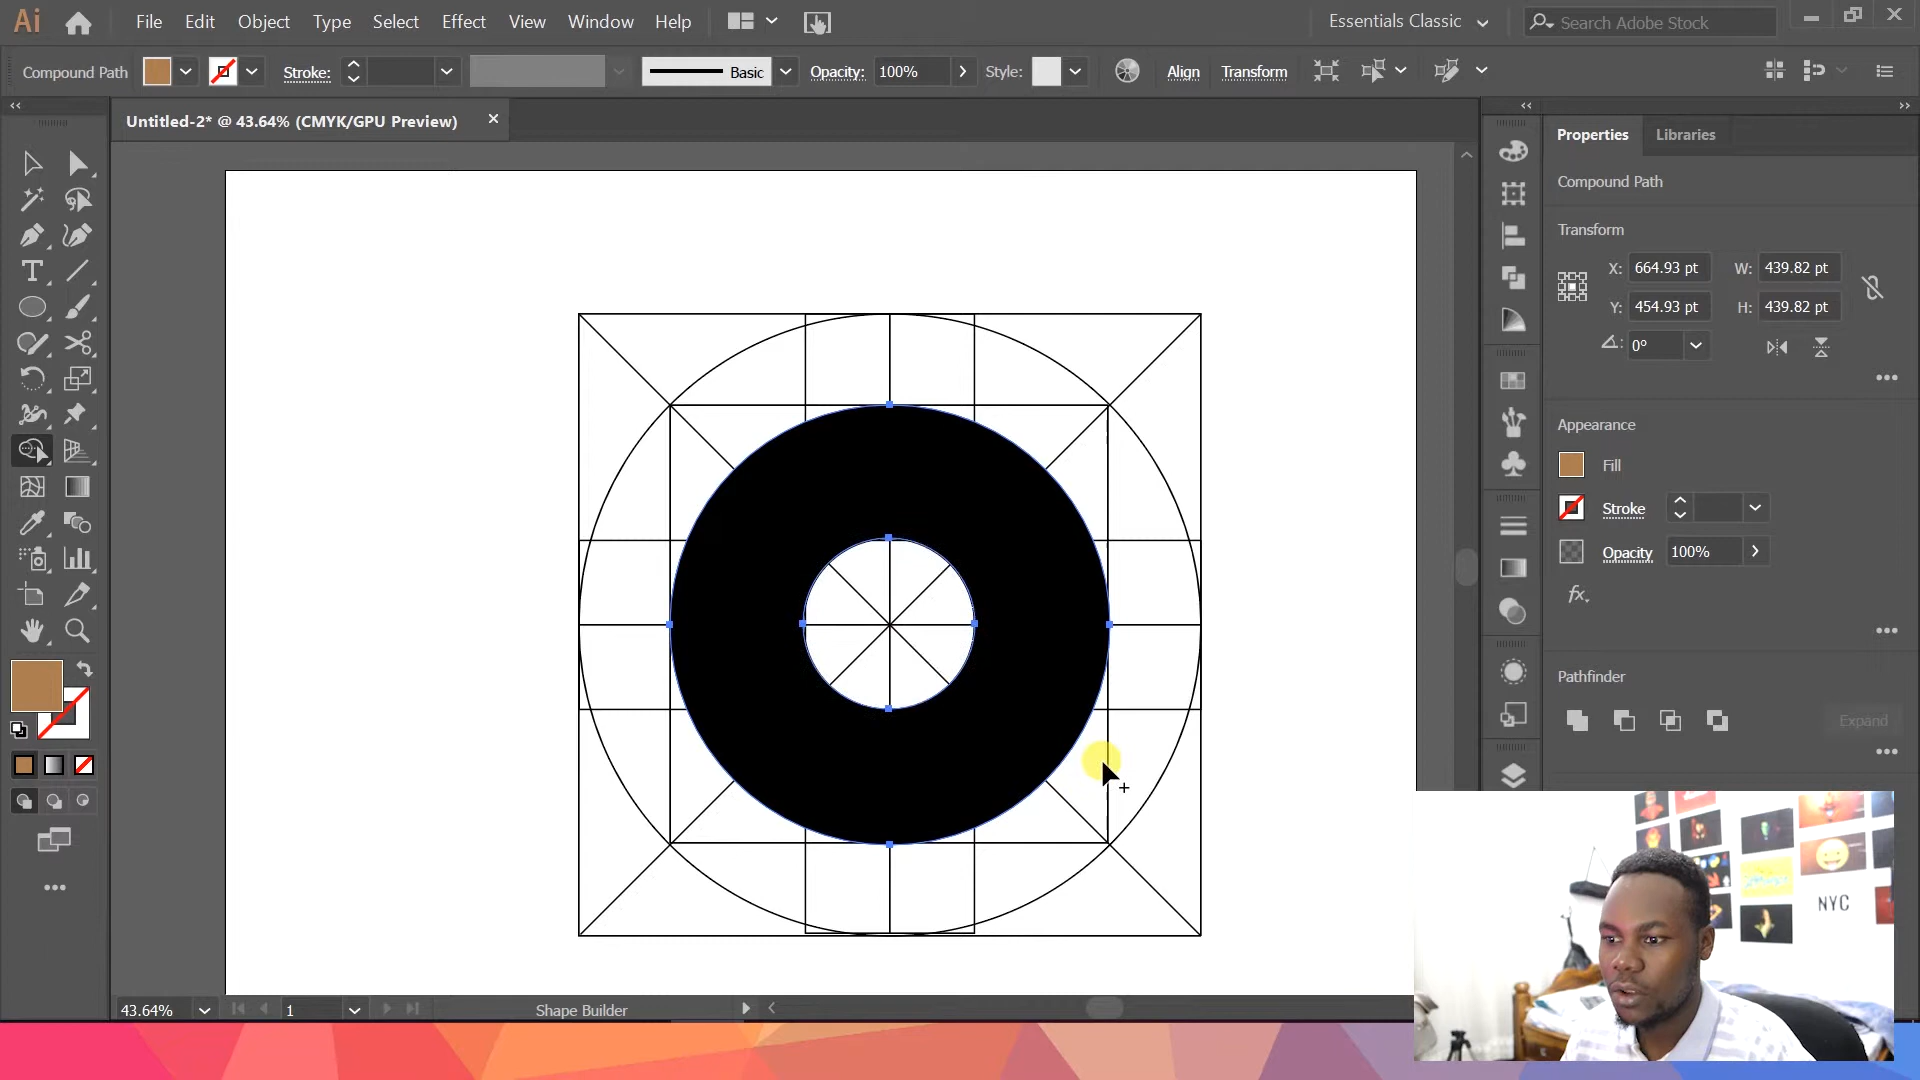 Ai File Edit Object Type Select Effect View Window Help Essentials Classic Search Adobe Stock
Compound Path Stroke: Basic Opacity: 100% Style: Align Transform
Untitled-2* @ 43.64% (CMYK/GPU Preview)
Properties Libraries
Compound Path
Transform
X: 664.93 pt W: 439.82 pt
Y: 454.93 pt H: 439.82 pt
0°
Appearance
Fill
Stroke
Opacity 100%
fx
Pathfinder
Expand
NYC
43.64% 1 Shape Builder